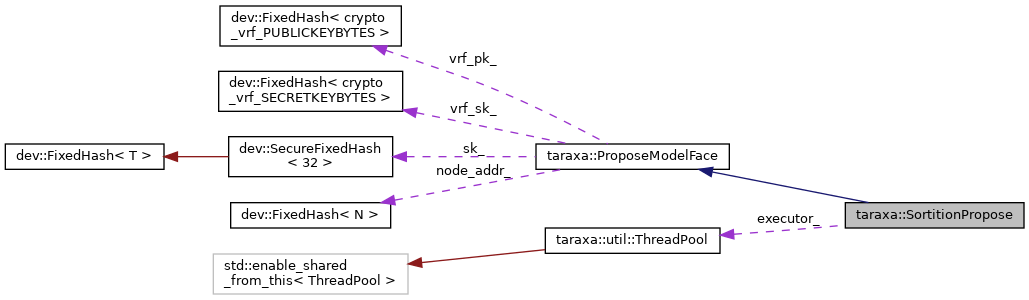 dev::FixedHash< crypto
_vrf_PUBLICKEYBYTES >
vrf_pk_
dev::FixedHash< crypto
_vrf_SECRETKEYBYTES >
vrf_sk_
dev::FixedHash< T >
dev::SecureFixedHash
< 32 >
sk_
taraxa::ProposeModelFace
node_addr_
dev::FixedHash< N >
taraxa::SortitionPropose
executor_
taraxa::util::ThreadPool
std::enable_shared
_from_this< ThreadPool >